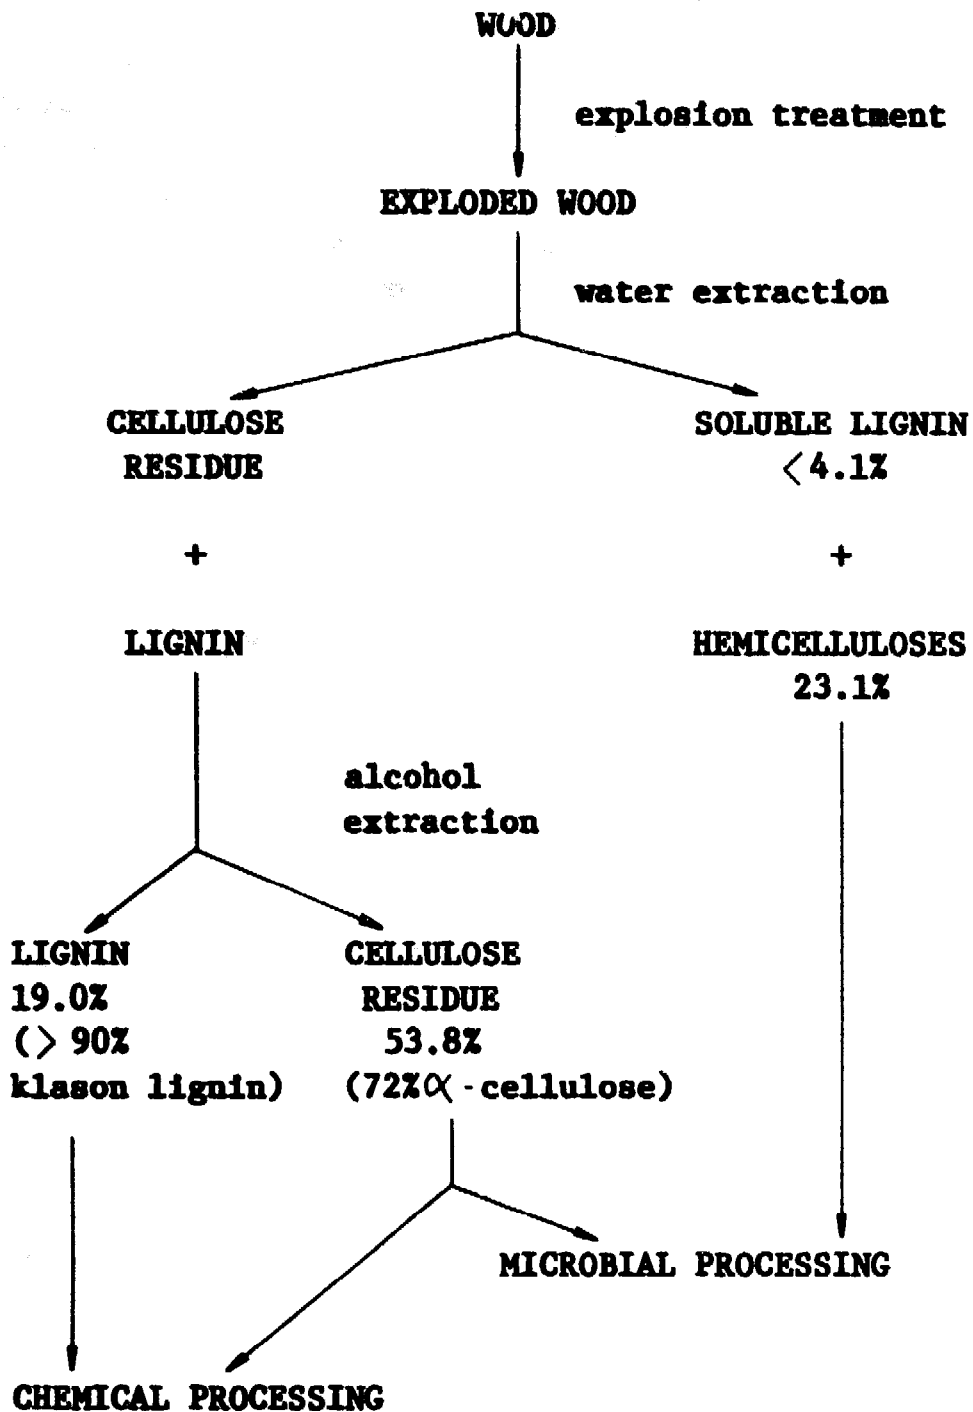 WOOD
explosion treatment
EXPLODED WOOD
water extraction
CELLULOSE
RESIDUE
+
LIGNIN
SOLUBLE LIGNIN
<4.1%
+
HEMICELLULOSES
23.1%
alcohol
extraction
LIGNIN
19.0%
(> 90%
klason lignin)
CELLULOSE
RESIDUE
53.8%
(72%α-cellulose)
MICROBIAL PROCESSING
CHEMICAL PROCESSING